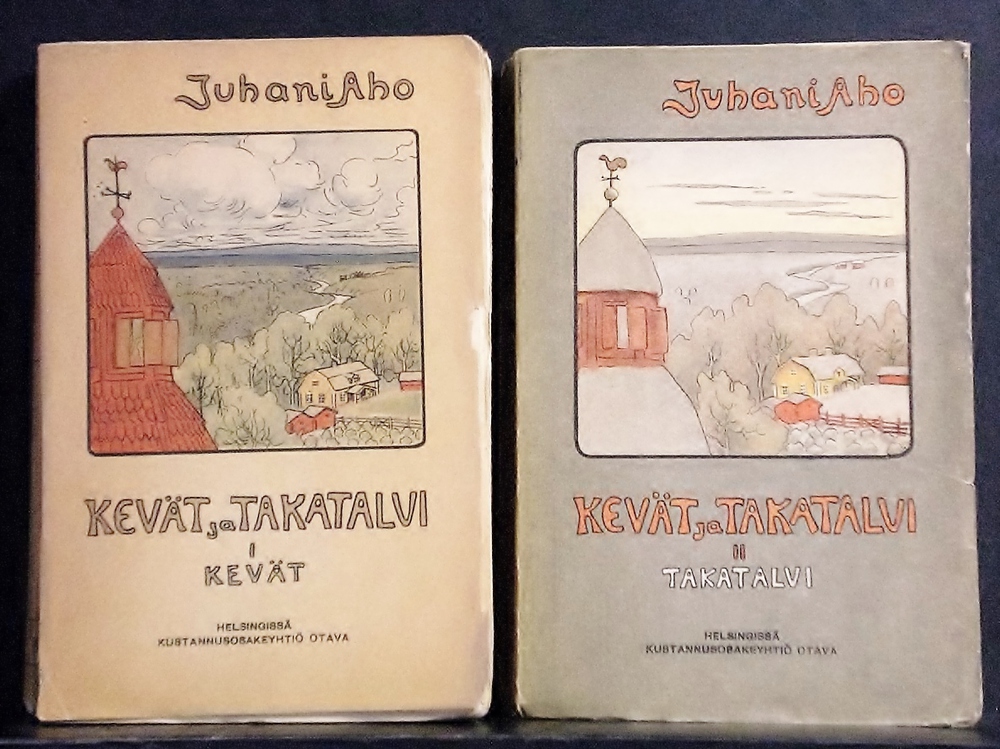 Juhani Aho
KEVÄT ja TAKATALVI
I
KEVÄT
HELSINGISSÄ
KUSTANNUSOSAKEYHTIÖ OTAVA
Juhani Aho
KEVÄT ja TAKATALVI
II
TAKATALVI
HELSINGISSÄ
KUSTANNUSOSAKEYHTIÖ OTAVA